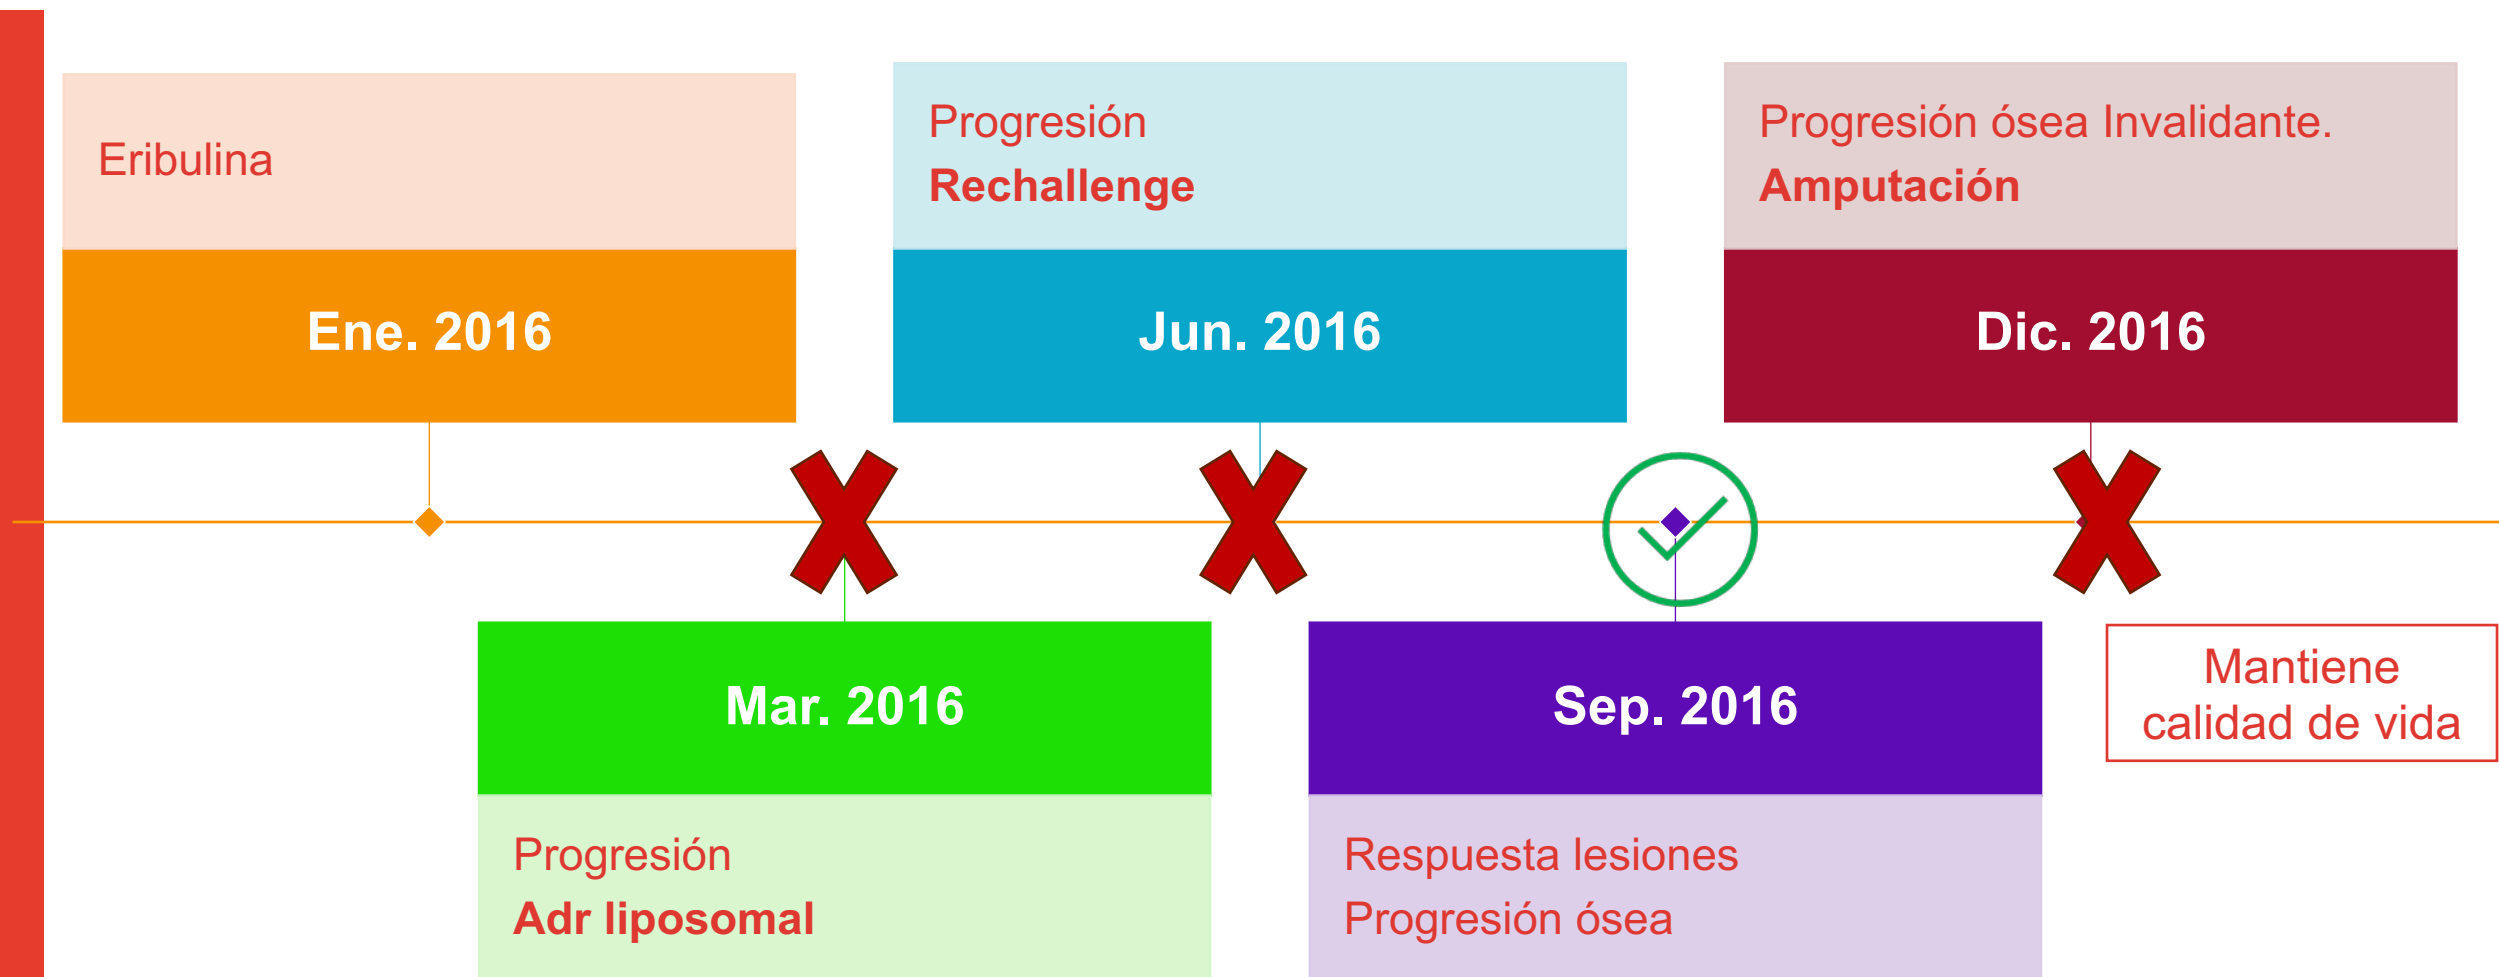 Eribulina
Ene. 2016
Progresión
Rechallenge
Jun. 2016
Progresión ósea Invalidante.
Amputación
Dic. 2016
Mar. 2016
Progresión
Adr liposomal
Sep. 2016
Respuesta lesiones
Progresión ósea
Mantiene
calidad de vida